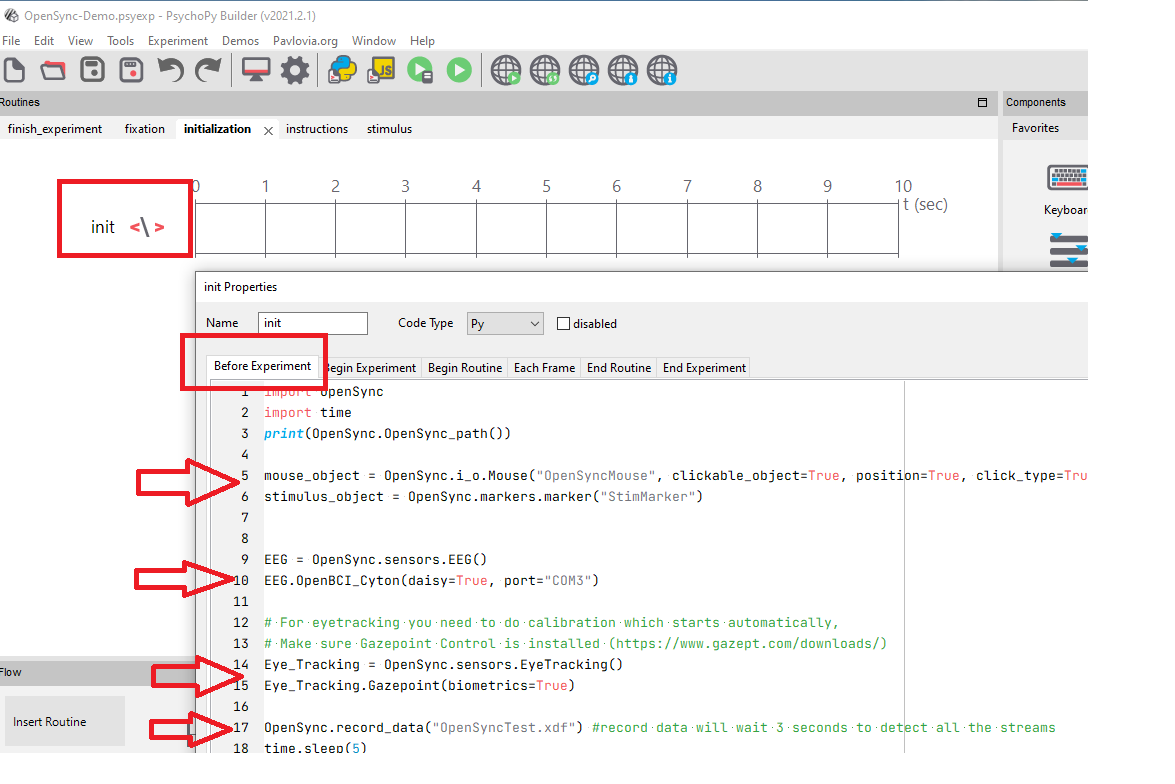 OpenSync-Demo.psyexp - PsychoPy Builder (v2021.2.1)
File Edit View Tools Experiment Demos Pavlovia.org Window Help
JS
Routines
Components
finish_experiment fixation initialization instructions stimulus
Favorites
0 1 2 3 4 5 6 7 8 9 10
t (sec)
Keyboar
init
init Properties
Name init Code Type Py disabled
Before Experiment Begin Experiment Begin Routine Each Frame End Routine End Experiment
1 import OpenSync
2 import time
3 print(OpenSync.OpenSync_path())
4
5 mouse_object = OpenSync.i_o.Mouse("OpenSyncMouse", clickable_object=True, position=True, click_type=Tru
6 stimulus_object = OpenSync.markers.marker("StimMarker")
7
8
9 EEG = OpenSync.sensors.EEG()
10 EEG.OpenBCI_Cyton(daisy=True, port="COM3")
11
12 # For eyetracking you need to do calibration which starts automatically,
13 # Make sure Gazepoint Control is installed (https://www.gazept.com/downloads/)
14 Eye_Tracking = OpenSync.sensors.EyeTracking()
15 Eye_Tracking.Gazepoint(biometrics=True)
16
17 OpenSync.record_data("OpenSyncTest.xdf") #record data will wait 3 seconds to detect all the streams
18 time.sleep(5)
Flow
Insert Routine